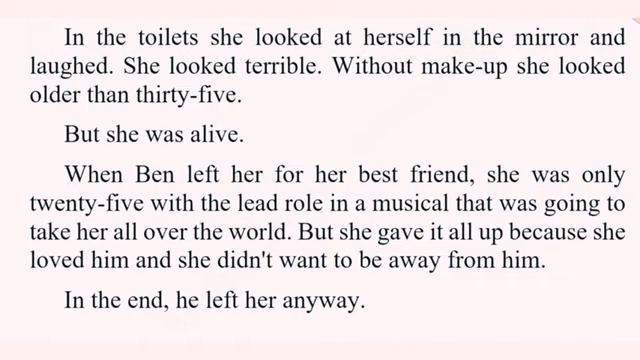 In the toilets she looked at herself in the mirror and
laughed. She looked terrible. Without make-up she looked
older than thirty-five.
But she was alive.
When Ben left her for her best friend, she was only
twenty-five with the lead role in a musical that was going to
take her all over the world. But she gave it all up because she
loved him and she didn't want to be away from him.
In the end, he left her anyway.